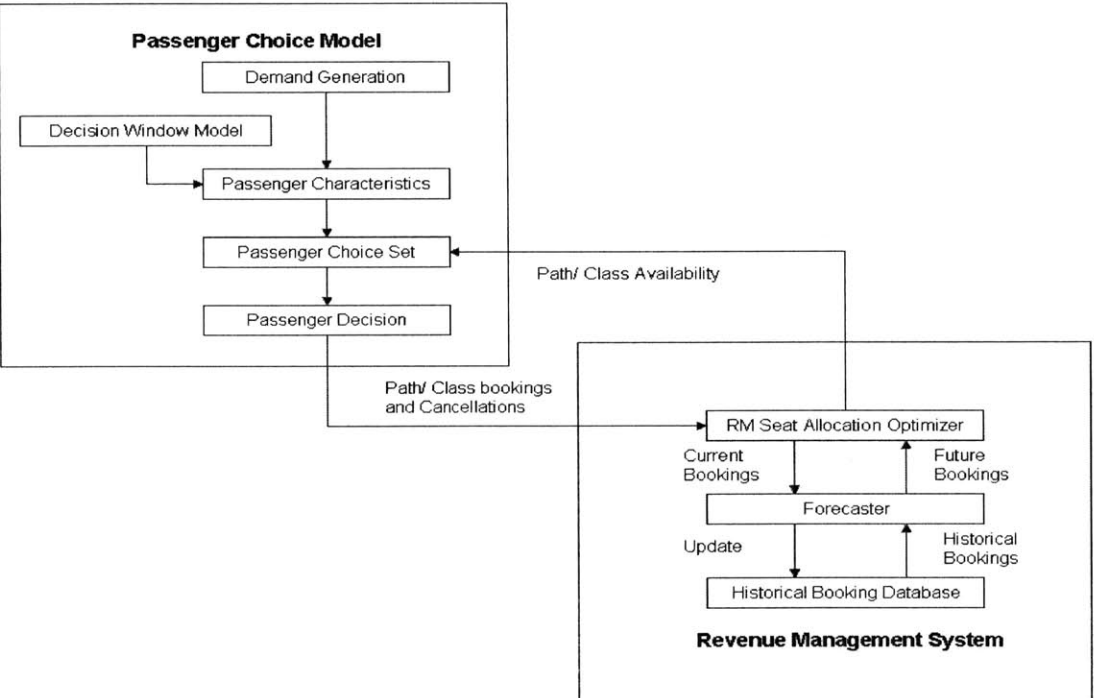 Passenger Choice Model
Demand Generation
Decision Window Model
Passenger Characteristics
Passenger Choice Set
Path/ Class Availability
Passenger Decision
Path/ Class bookings
and Cancellations
RM Seat Allocation Optimizer
Current
Bookings
Future
Bookings
Forecaster
Update
Historical
Bookings
Historical Booking Database
Revenue Management System